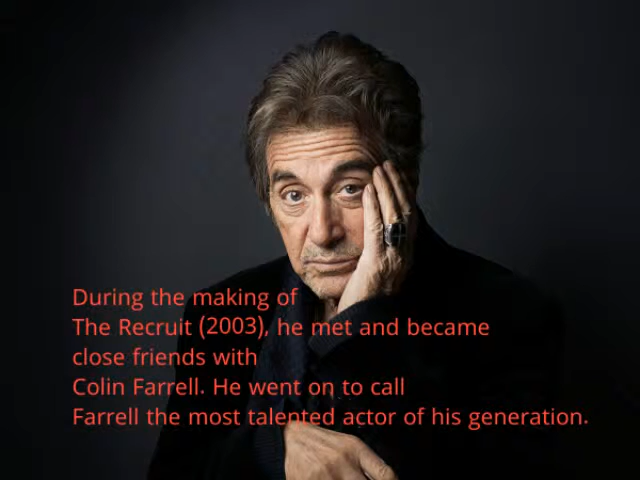 During the making of
The Recruit (2003), he met and became
close friends with
Colin Farrell. He went on to call
Farrell the most talented actor of his generation.